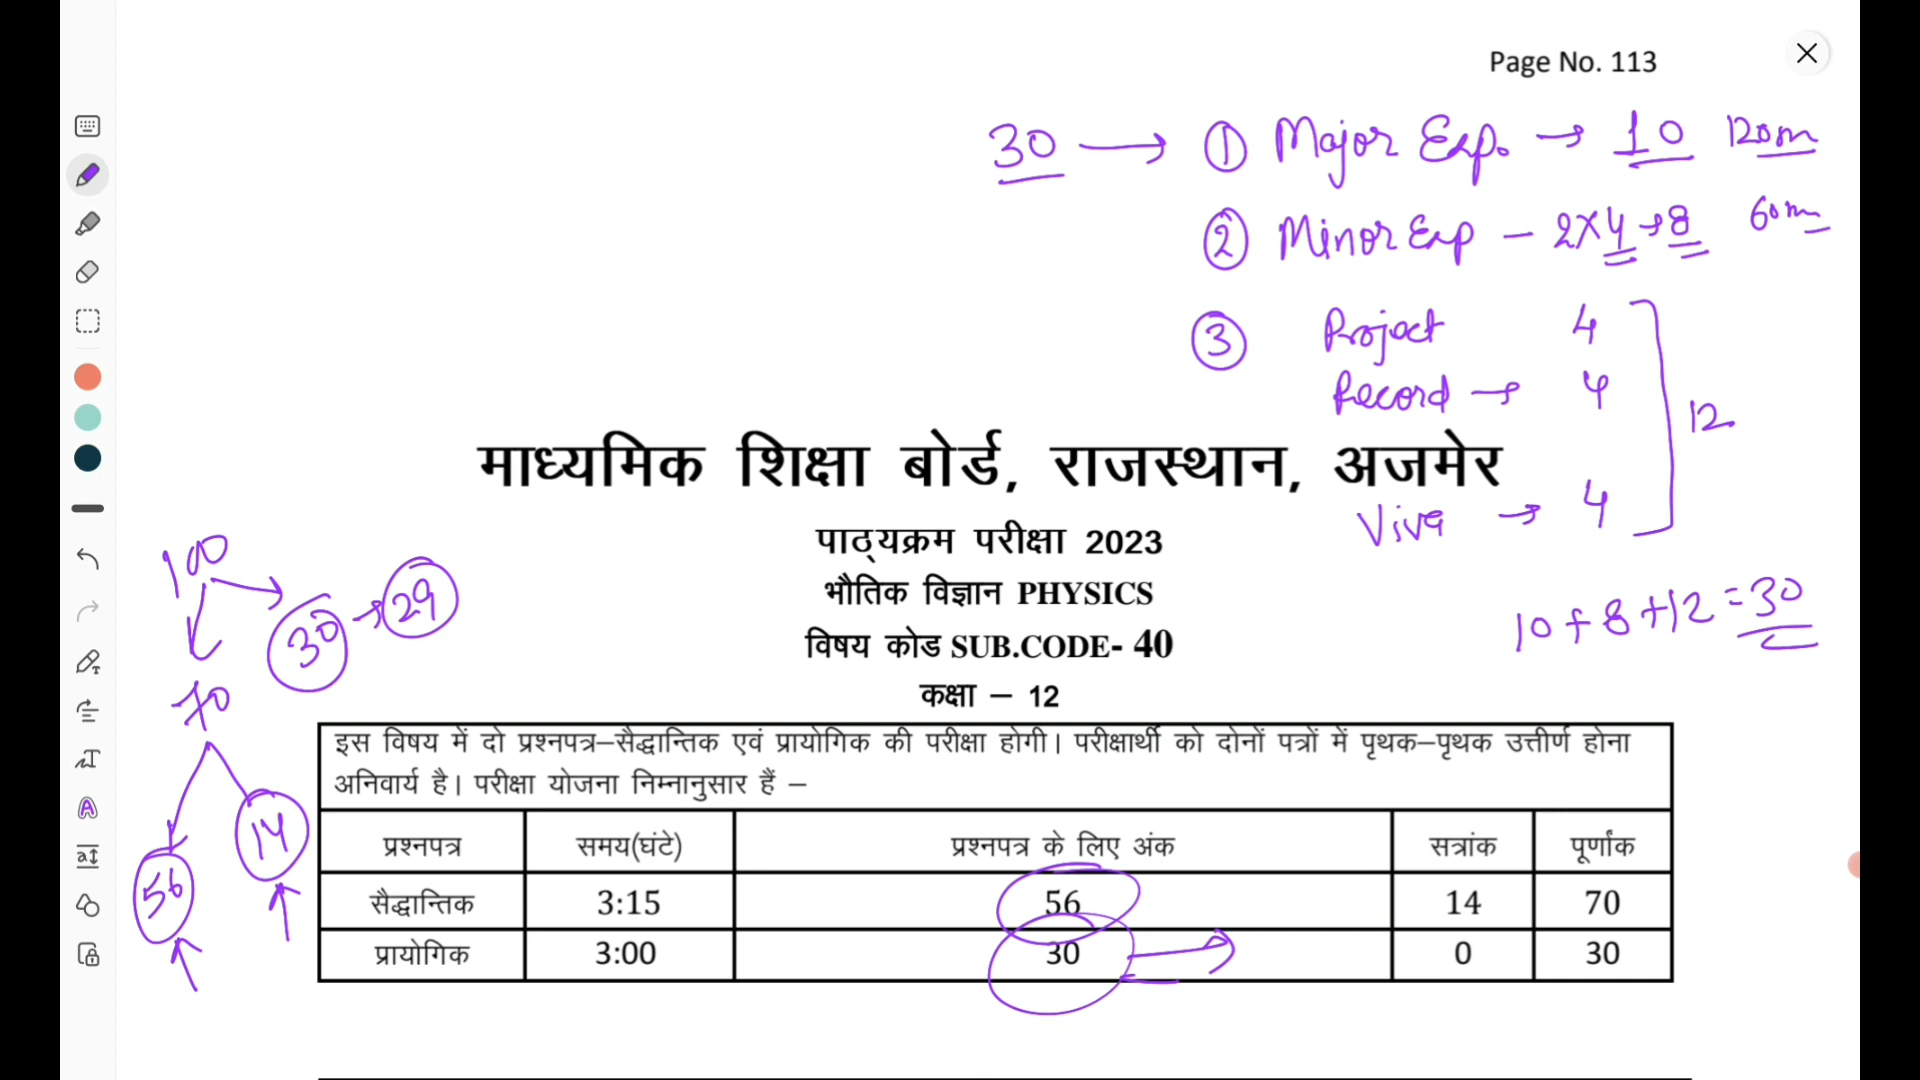 Page No. 113
30 → ① Major Exp. → 10 120m
② Minor Exp – 2×4→8 60m
③ Project 4
Record → 4
12
माध्यमिक शिक्षा बोर्ड, राजस्थान, अजमेर
Viva → 4
पाठ्यक्रम परीक्षा 2023
भौतिक विज्ञान PHYSICS
विषय कोड SUB.CODE- 40
कक्षा – 12
10+8+12=30
100
30 → 29
70
56 14
इस विषय में दो प्रश्नपत्र–सैद्धान्तिक एवं प्रायोगिक की परीक्षा होगी। परीक्षार्थी को दोनों पत्रों में पृथक–पृथक उत्तीर्ण होना
अनिवार्य है। परीक्षा योजना निम्नानुसार हैं –
प्रश्नपत्र समय(घंटे) प्रश्नपत्र के लिए अंक सत्रांक पूर्णांक
सैद्धान्तिक 3:15 56 14 70
प्रायोगिक 3:00 30 0 30